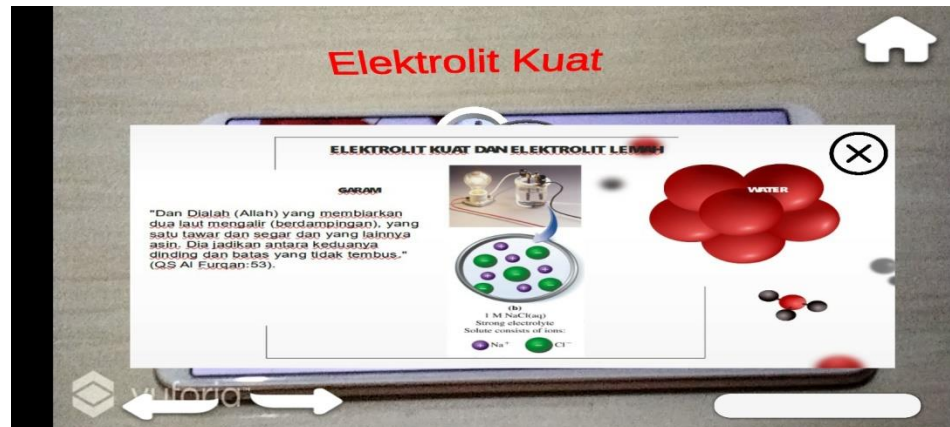 Elektrolit Kuat
ELEKTROLIT KUAT DAN ELEKTROLIT LEMAH
GARAM
"Dan Dialah (Allah) yang membiarkan
dua laut mengalir (berdampingan), yang
satu tawar dan segar dan yang lainnya
asin. Dia jadikan antara keduanya
dinding dan batas yang tidak tembus."
(QS Al Furqan:53).
WATER
(b)
1 M NaCl(aq)
Strong electrolyte
Solute consists of ions:
Na⁺ Cl⁻
vuforia